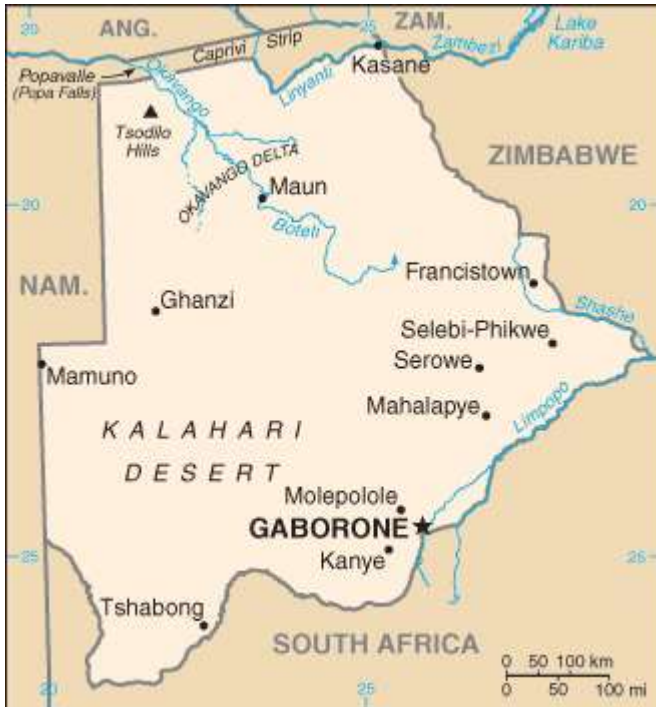 20
ANG.
25
ZAM.
Lake
Kariba
Caprivi Strip
Zambezi
Kasane
Popavalle
(Popa Falls)
Okavango
Linyanti
Tsodilo
Hills
ZIMBABWE
OKAVANGO DELTA
20
Maun
20
Boteti
Francistown
NAM.
Ghanzi
Shashe
Selebi-Phikwe
Serowe
Mamuno
Mahalapye
Limpopo
KALAHARI
DESERT
Molepolole
GABORONE
25
Kanye
25
Tshabong
SOUTH AFRICA
0 50 100 km
0 50 100 mi
20
25